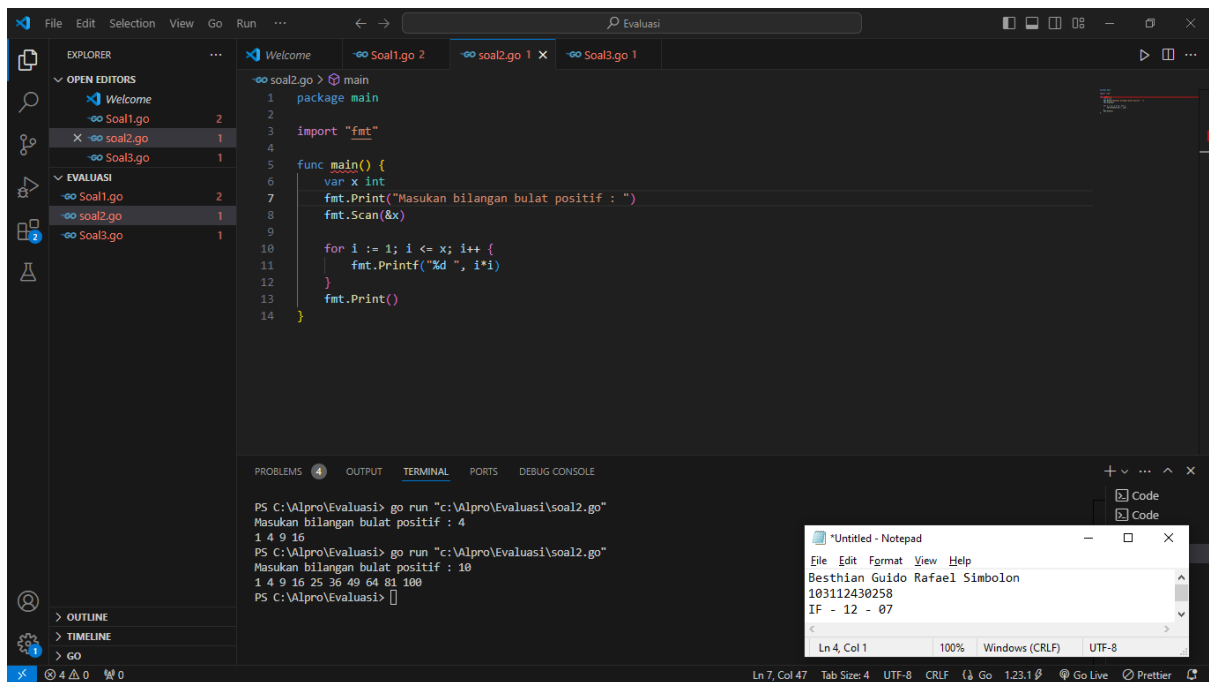 File Edit Selection View Go Run ··· ← → Evaluasi
EXPLORER ···
OPEN EDITORS
Welcome
Soal1.go 2
soal2.go 1
Soal3.go 1
EVALUASI
Soal1.go 2
soal2.go 1
Soal3.go 1
OUTLINE
TIMELINE
GO
Welcome Soal1.go 2 soal2.go 1 Soal3.go 1
soal2.go > main
1 package main
2
3 import "fmt"
4
5 func main() {
6 var x int
7 fmt.Print("Masukan bilangan bulat positif : ")
8 fmt.Scan(&x)
9
10 for i := 1; i <= x; i++ {
11 fmt.Printf("%d ", i*i)
12 }
13 fmt.Print()
14 }
PROBLEMS 4 OUTPUT TERMINAL PORTS DEBUG CONSOLE
PS C:\Alpro\Evaluasi> go run "c:\Alpro\Evaluasi\soal2.go"
Masukan bilangan bulat positif : 4
1 4 9 16
PS C:\Alpro\Evaluasi> go run "c:\Alpro\Evaluasi\soal2.go"
Masukan bilangan bulat positif : 10
1 4 9 16 25 36 49 64 81 100
PS C:\Alpro\Evaluasi>
Code
Code
*Untitled - Notepad
File Edit Format View Help
Besthian Guido Rafael Simbolon
103112430258
IF - 12 - 07
Ln 4, Col 1 100% Windows (CRLF) UTF-8
2
1
4 0 0 Ln 7, Col 47 Tab Size: 4 UTF-8 CRLF Go 1.23.1 Go Live Prettier